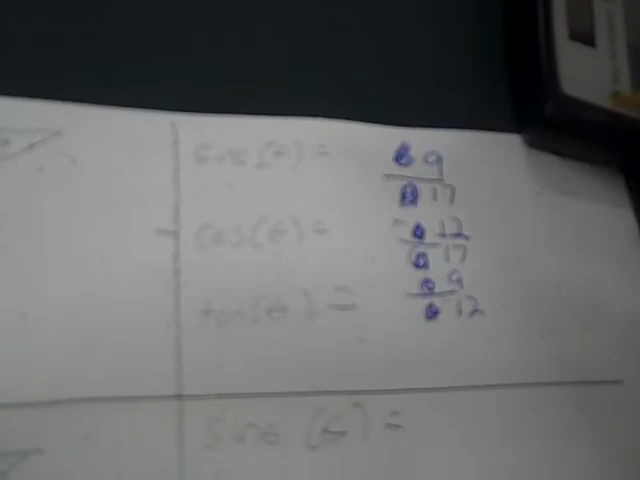 sin(θ) = 9/17
cos(θ) = 12/17
tan(θ) = 9/12
sin(θ) =